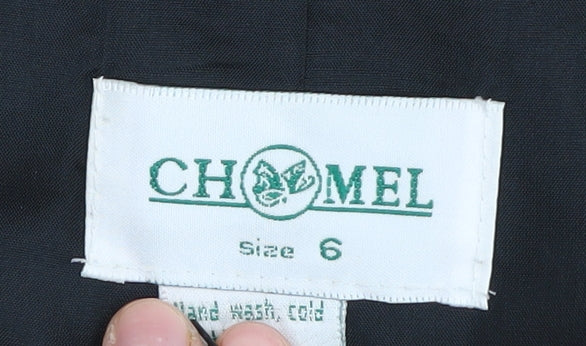 CHOMEL
Size 6
Hand wash, cold